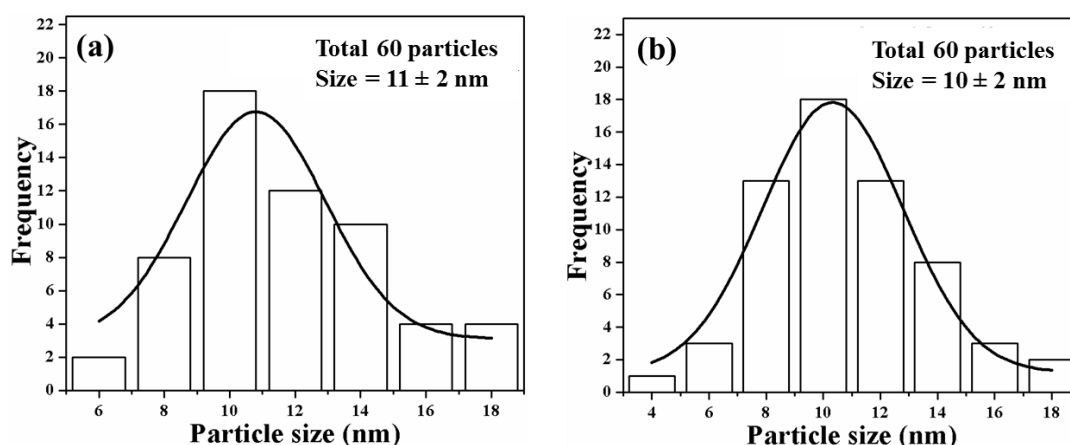 (a)
Total 60 particles
Size = 11 ± 2 nm
Frequency
22
20
18
16
14
12
10
8
6
4
2
0
6 8 10 12 14 16 18
Particle size (nm)
(b)
Total 60 particles
Size = 10 ± 2 nm
Frequency
22
20
18
16
14
12
10
8
6
4
2
0
4 6 8 10 12 14 16 18
Particle size (nm)